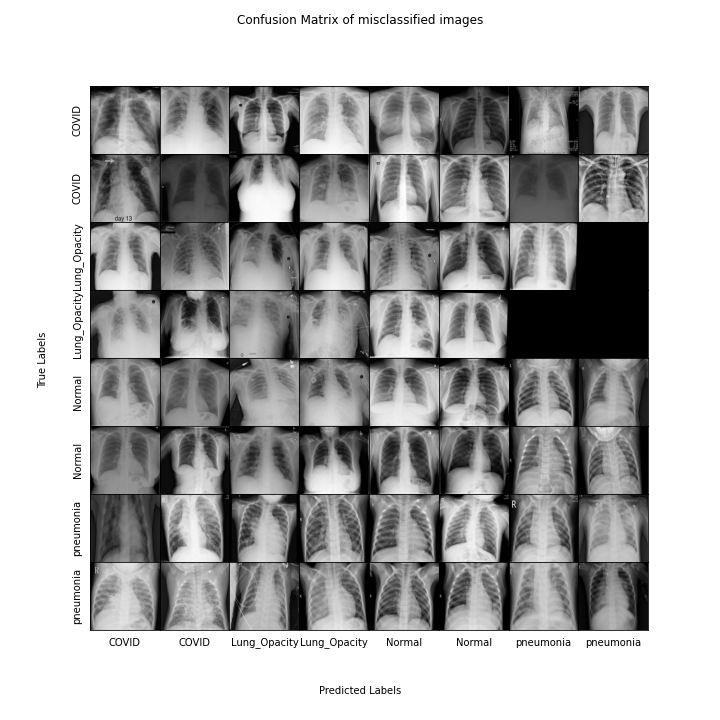 Confusion Matrix of misclassified images
True Labels
COVID
COVID
Lung_Opacity
Lung_Opacity
Normal
Normal
pneumonia
pneumonia
day 13
R
COVID
COVID
Lung_Opacity
Lung_Opacity
Normal
Normal
pneumonia
pneumonia
Predicted Labels